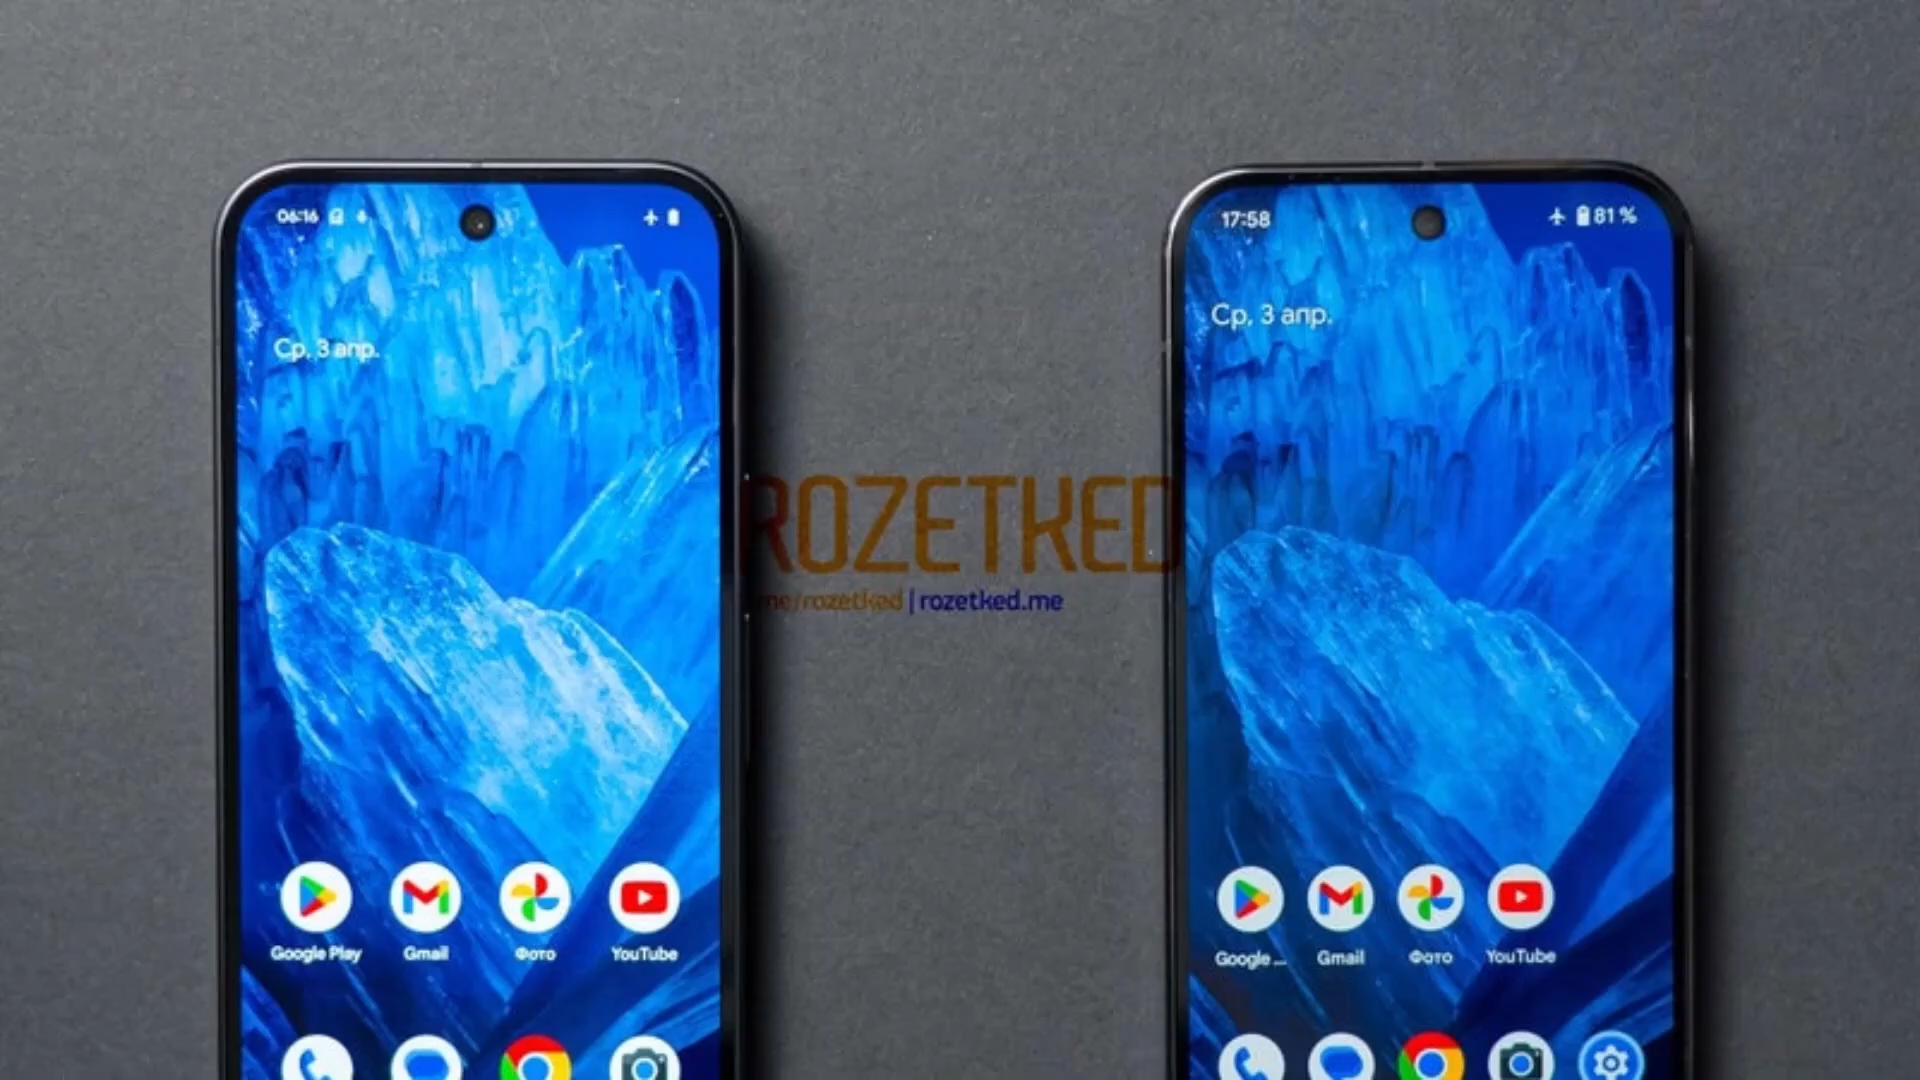 06:16
Ср, 3 апр.
Google Play
Gmail
Фото
YouTube
ROZETKED
me/rozetked | rozetked.me
17:58
81 %
Ср, 3 апр.
Google ...
Gmail
Фото
YouTube